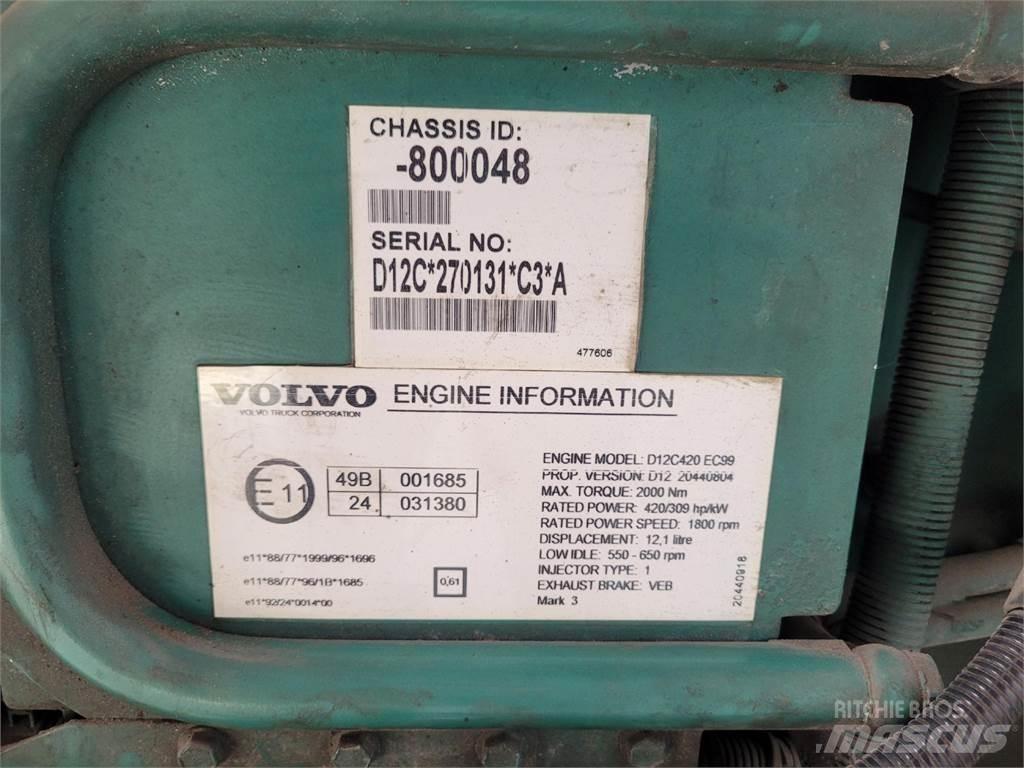 CHASSIS ID:
-800048
SERIAL NO:
D12C*270131*C3*A
477606
VOLVO ENGINE INFORMATION
VOLVO TRUCK CORPORATION
E 11
49B 001685
24 031380
e11*88/77*1999/96*1696
e11*88/77*96/1B*1685
0,61
e11*92/24*0014*00
ENGINE MODEL: D12C420 EC99
PROP. VERSION: D12 20440804
MAX. TORQUE: 2000 Nm
RATED POWER: 420/309 hp/kW
RATED POWER SPEED: 1800 rpm
DISPLACEMENT: 12,1 litre
LOW IDLE: 550 - 650 rpm
INJECTOR TYPE: 1
EXHAUST BRAKE: VEB
Mark 3
20440918
RITCHIE BROS.
MASCUS